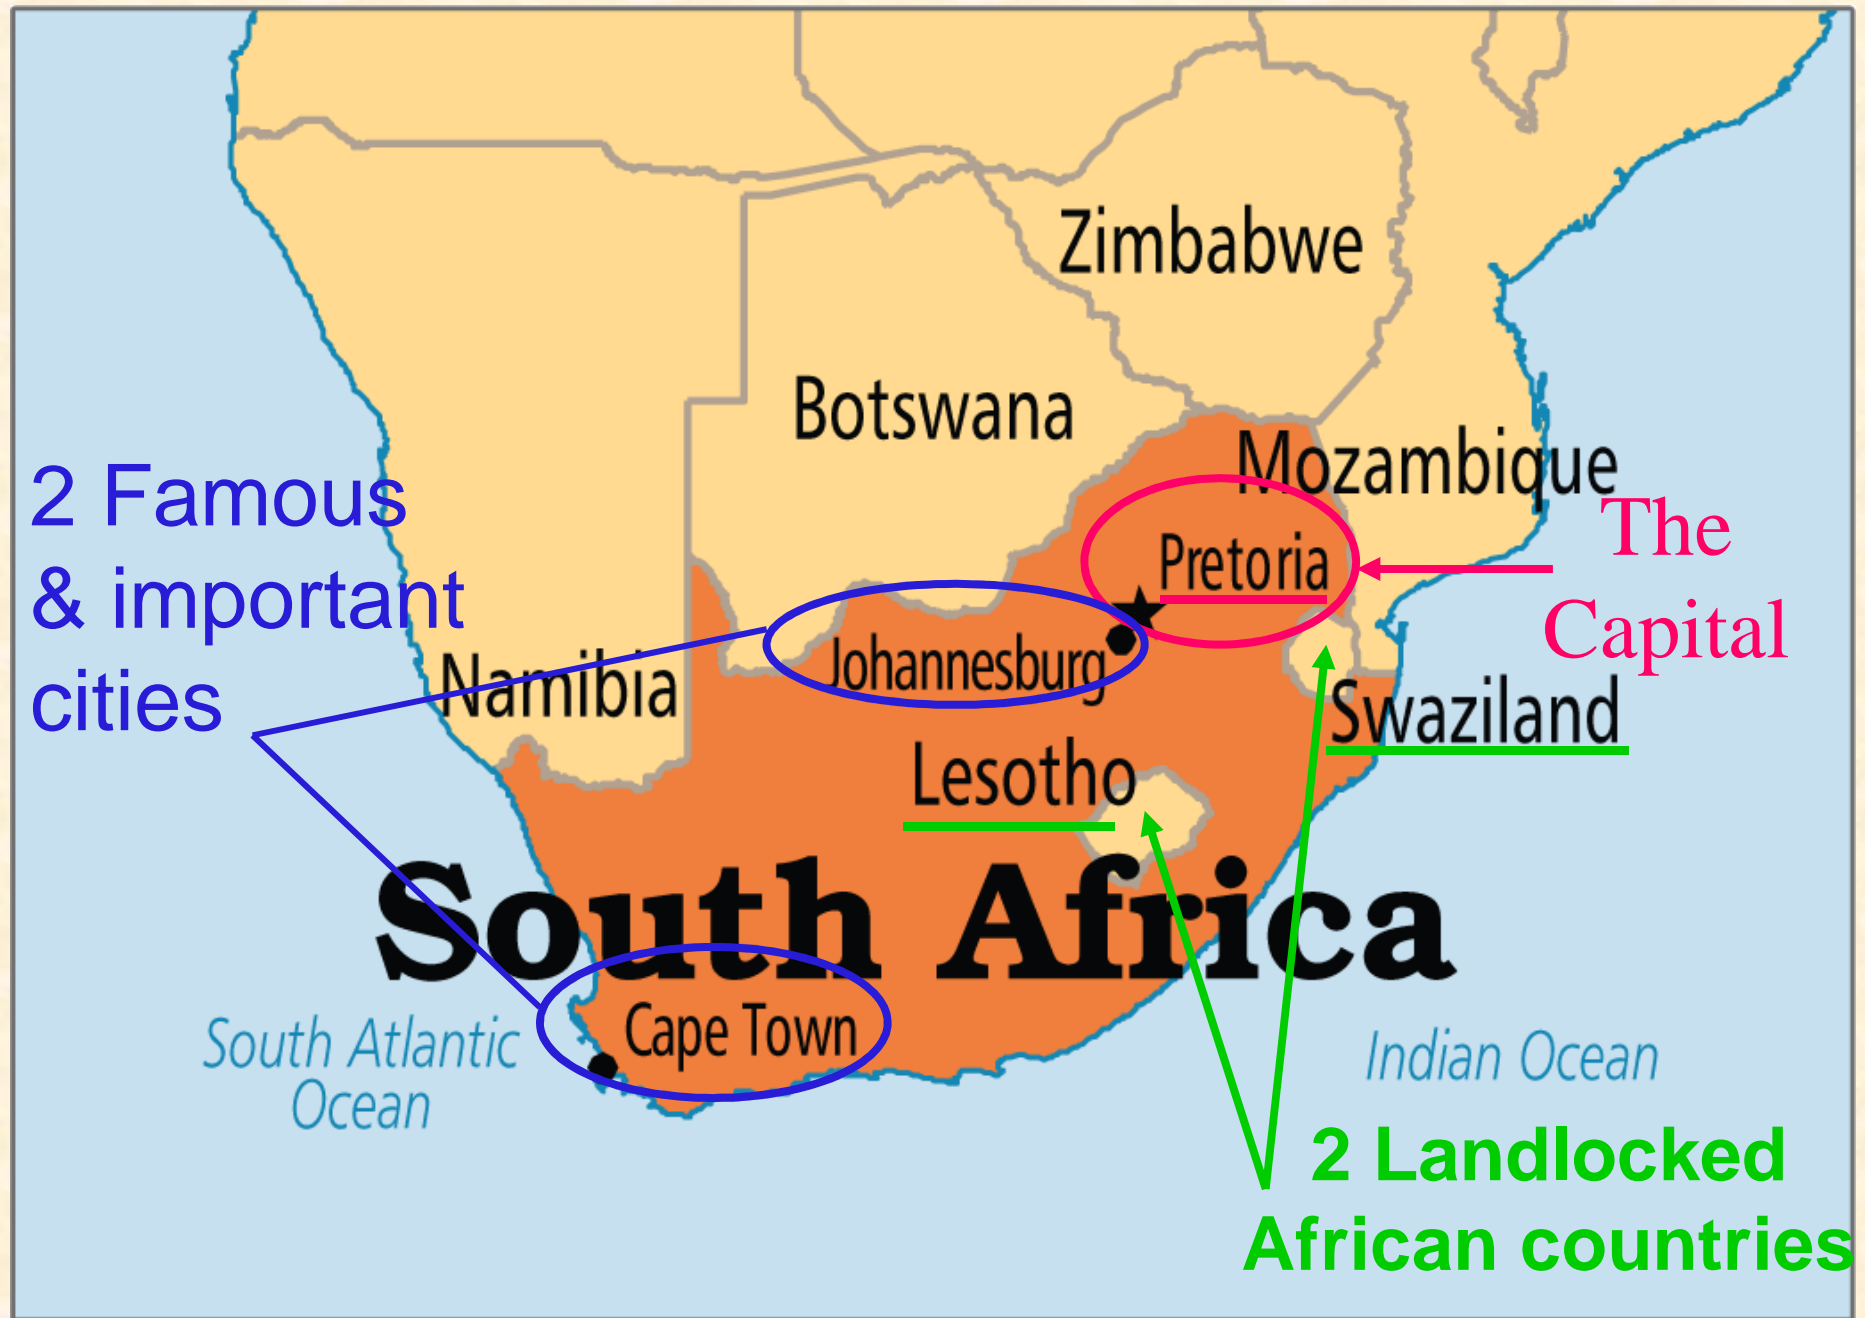 Zimbabwe
Botswana
Mozambique
2 Famous
& important
cities
The
Capital
Pretoria
Johannesburg
Namibia
Swaziland
Lesotho
South Africa
Cape Town
South Atlantic
Ocean
Indian Ocean
2 Landlocked
African countries